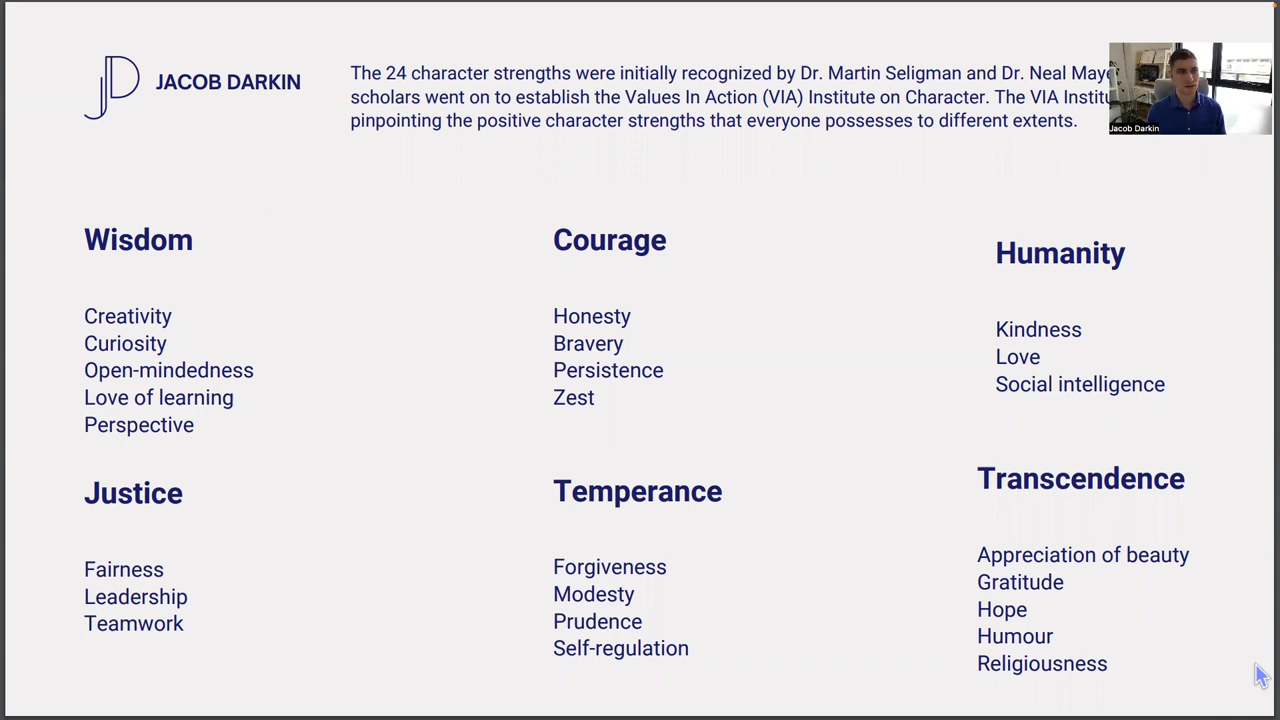 JACOB DARKIN
The 24 character strengths were initially recognized by Dr. Martin Seligman and Dr. Neal
scholars went on to establish the Values In Action (VIA) Institute on Character. The VIA
pinpointing the positive character strengths that everyone possesses to different extents.
Jacob Darkin
Wisdom
Creativity
Curiosity
Open-mindedness
Love of learning
Perspective
Courage
Honesty
Bravery
Persistence
Zest
Humanity
Kindness
Love
Social intelligence
Justice
Fairness
Leadership
Teamwork
Temperance
Forgiveness
Modesty
Prudence
Self-regulation
Transcendence
Appreciation of beauty
Gratitude
Hope
Humour
Religiousness